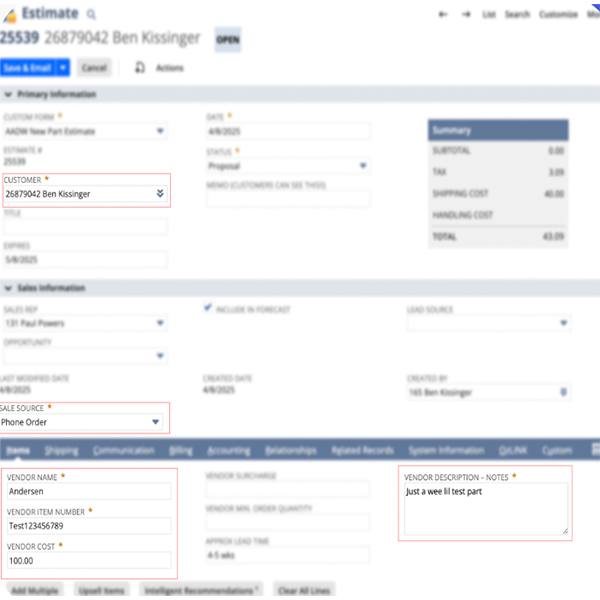 Estimate
25539 26879042 Ben Kissinger OPEN
List Search Customize
Save & Email Cancel Actions
Primary Information
CUSTOM FORM *
AADW New Part Estimate
ESTIMATE #
25539
CUSTOMER *
26879042 Ben Kissinger
TITLE
EXPIRES
5/8/2025
DATE *
4/8/2025
STATUS *
Proposal
MEMO (CUSTOMERS CAN SEE THIS!)
Summary
SUBTOTAL 0.00
TAX 3.09
SHIPPING COST 40.00
HANDLING COST
TOTAL 43.09
Sales Information
SALES REP
131 Paul Powers
OPPORTUNITY
LAST MODIFIED DATE
4/8/2025
SALE SOURCE *
Phone Order
INCLUDE IN FORECAST
CREATED DATE
4/8/2025
LEAD SOURCE
CREATED BY
165 Ben Kissinger
Items Shipping Communication Billing Accounting Relationships Related Records System Information Custom
VENDOR NAME *
Andersen
VENDOR ITEM NUMBER *
Test123456789
VENDOR COST *
100.00
VENDOR SURCHARGE
VENDOR MIN. ORDER QUANTITY
APPROX LEAD TIME
4-5 wks
VENDOR DESCRIPTION – NOTES *
Just a wee lil test part
Add Multiple Upsell Items Intelligent Recommendations Clear All Lines